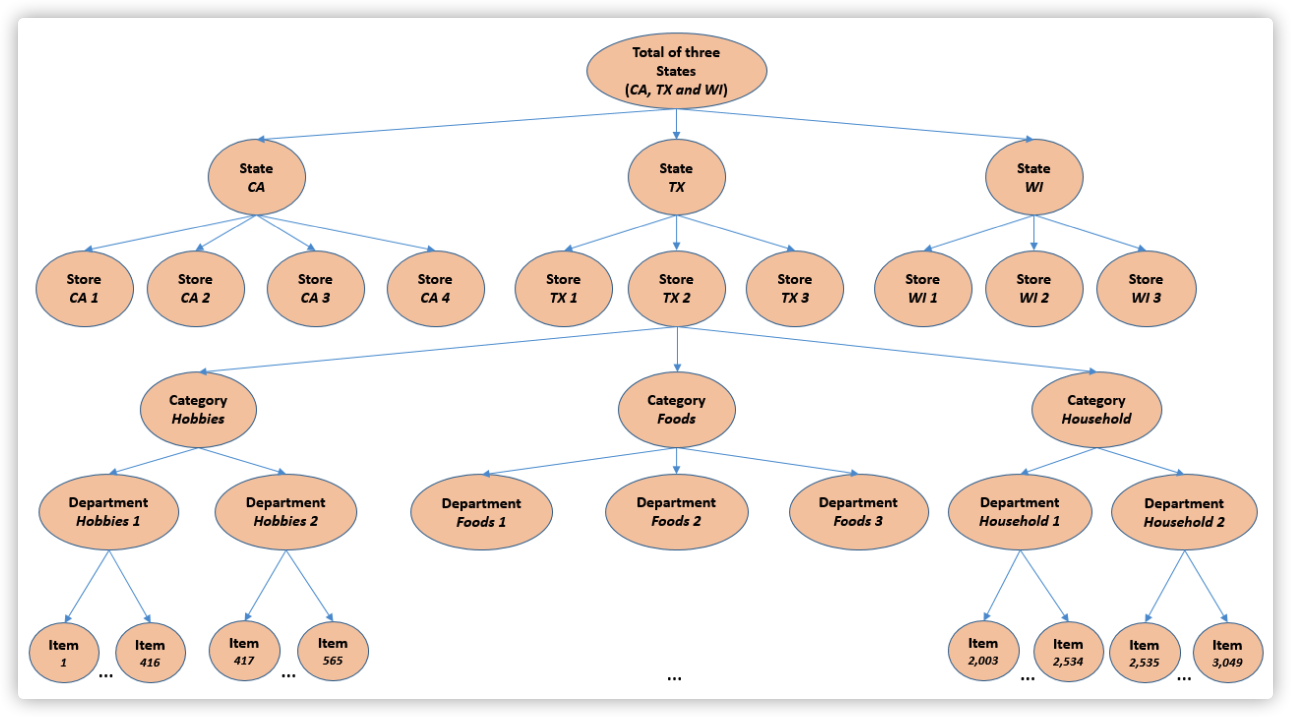 Total of three
States
(CA, TX and WI)
State
CA
State
TX
State
WI
Store
CA 1
Store
CA 2
Store
CA 3
Store
CA 4
Store
TX 1
Store
TX 2
Store
TX 3
Store
WI 1
Store
WI 2
Store
WI 3
Category
Hobbies
Category
Foods
Category
Household
Department
Hobbies 1
Department
Hobbies 2
Department
Foods 1
Department
Foods 2
Department
Foods 3
Department
Household 1
Department
Household 2
Item
1
...
Item
416
Item
417
...
Item
565
...
Item
2,003
...
Item
2,534
Item
2,535
...
Item
3,049